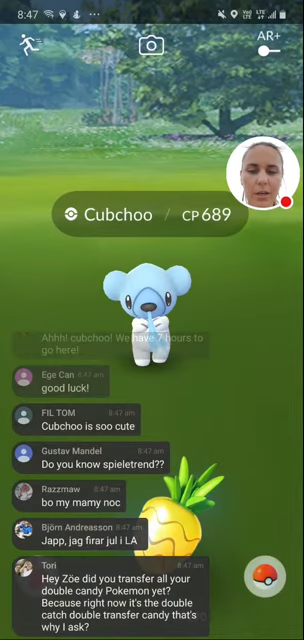 8:47
AR+
Cubchoo / CP689
Ahhh! cubchoo! We have 7 hours to
go here!
Ege Can 8:47 am
good luck!
FIL TOM 8:47 am
Cubchoo is soo cute
Gustav Mandel 8:47 am
Do you know spieletrend??
Razzmaw 8:47 am
bo my mamy noc
Björn Andreasson 8:47 am
Japp, jag firar jul i LA
Tori 8:47 am
Hey Zöe did you transfer all your
double candy Pokemon yet?
Because right now it's the double
catch double transfer candy that's
why I ask?